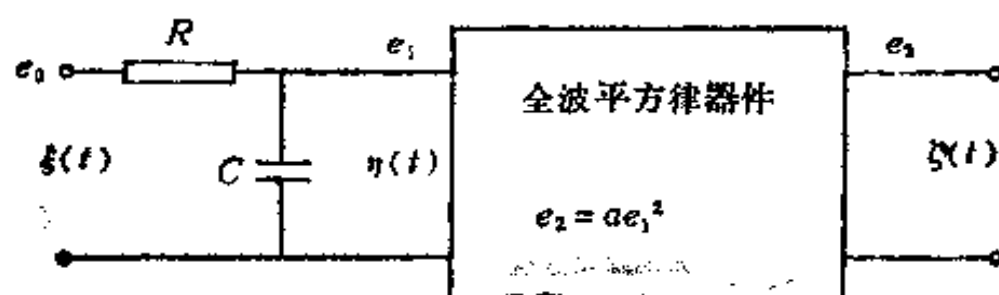 R
e₀
e₁
e₂
全波平方律器件
ξ(t)
C
η(t)
ζ(t)
e₂ = ae₁²